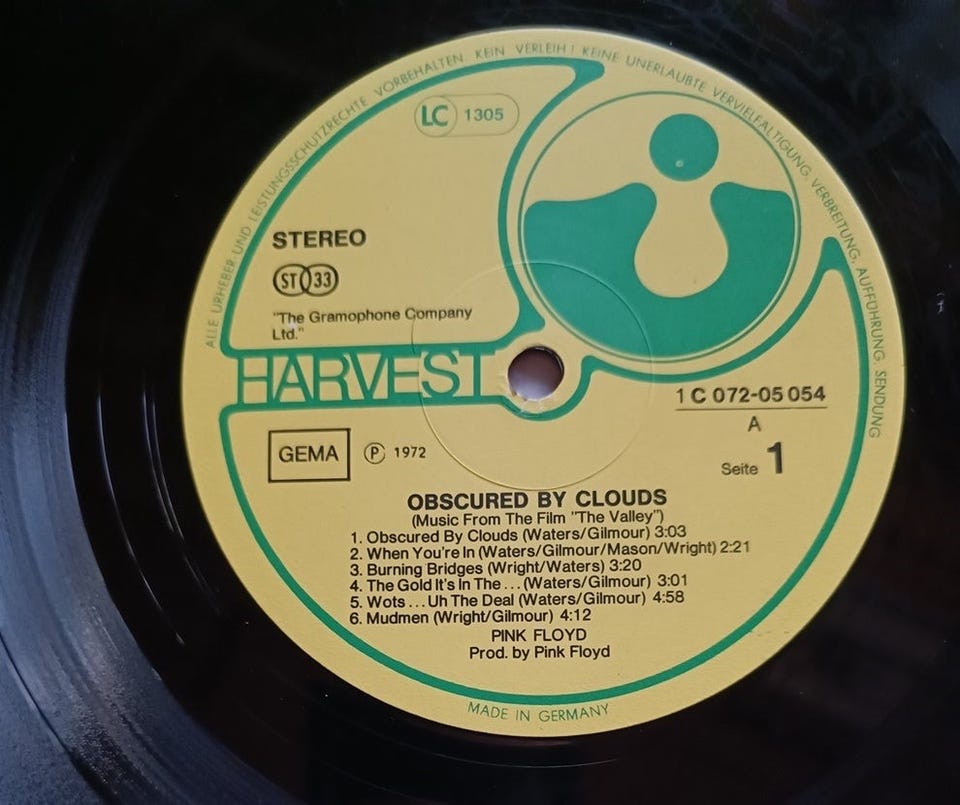 ALLE URHEBER UND LEISTUNGSSCHUTZRECHTE VORBEHALTEN. KEIN VERLEIH! KEINE UNERLAUBTE VERVIELFÄLTIGUNG, VERBREITUNG, AUFFÜHRUNG, SENDUNG
LC 1305
STEREO
ST 33
"The Gramophone Company
Ltd."
HARVEST
1 C 072-05 054
A
Seite 1
GEMA Ⓟ 1972
OBSCURED BY CLOUDS
(Music From The Film "The Valley")
1. Obscured By Clouds (Waters/Gilmour) 3:03
2. When You're In (Waters/Gilmour/Mason/Wright) 2:21
3. Burning Bridges (Wright/Waters) 3:20
4. The Gold It's In The... (Waters/Gilmour) 3:01
5. Wots...Uh The Deal (Waters/Gilmour) 4:58
6. Mudmen (Wright/Gilmour) 4:12
PINK FLOYD
Prod. by Pink Floyd
MADE IN GERMANY